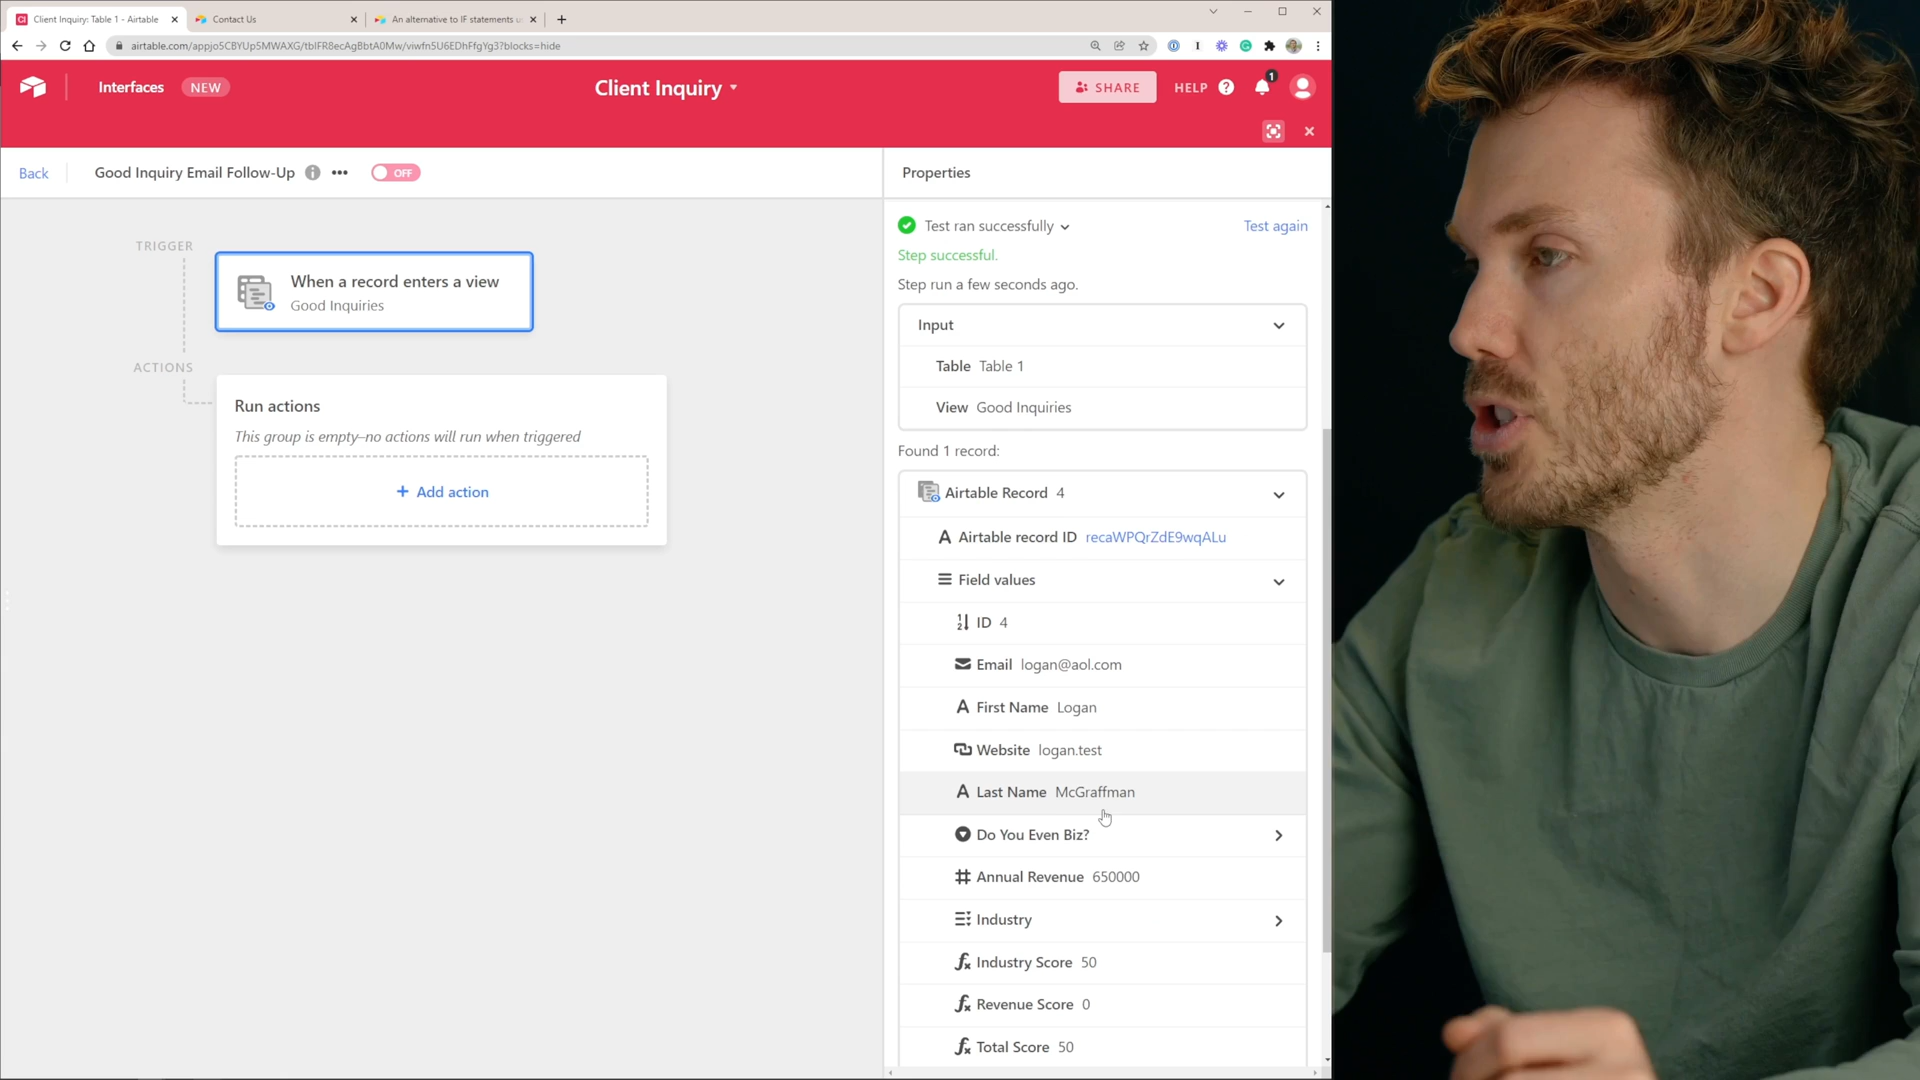 Client Inquiry: Table 1 - Airtable
Contact Us
An alternative to IF statements u
airtable.com/appjo5CBYUp5MWAXG/tblFR8ecAgBbtA0Mw/viwfn5U6EDhFfgYg3?blocks=hide
Interfaces
NEW
Client Inquiry
SHARE
HELP
1
Back
Good Inquiry Email Follow-Up
OFF
Properties
TRIGGER
When a record enters a view
Good Inquiries
ACTIONS
Run actions
This group is empty–no actions will run when triggered
+ Add action
Test ran successfully
Test again
Step successful.
Step run a few seconds ago.
Input
Table Table 1
View Good Inquiries
Found 1 record:
Airtable Record 4
Airtable record ID recaWPQrZdE9wqALu
Field values
ID 4
Email logan@aol.com
First Name Logan
Website logan.test
Last Name McGraffman
Do You Even Biz?
Annual Revenue 650000
Industry
Industry Score 50
Revenue Score 0
Total Score 50